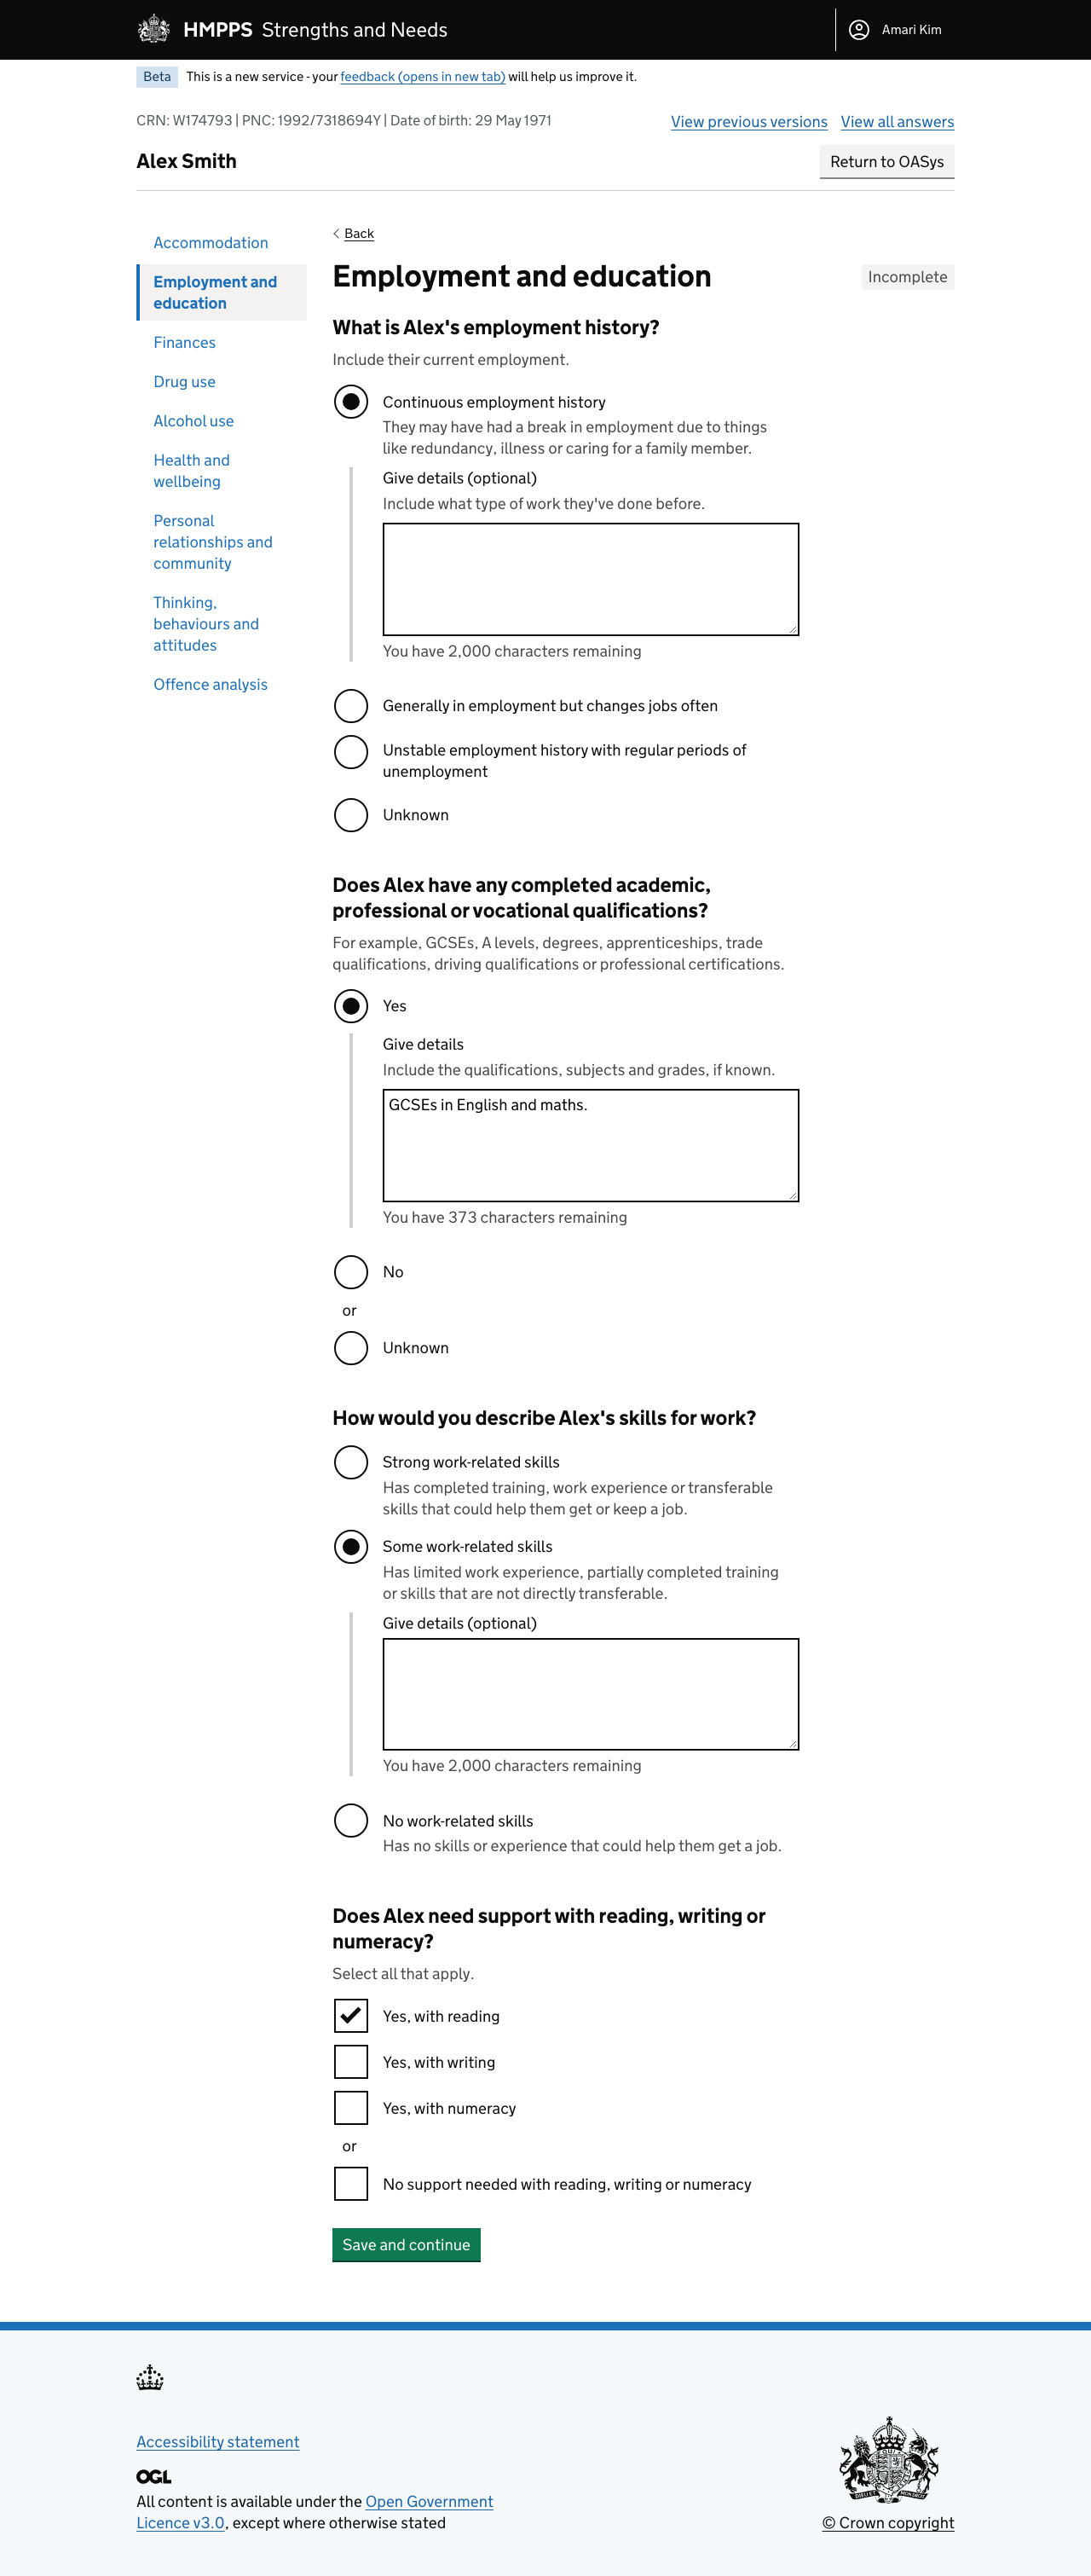 HMPPS Strengths and Needs
Amari Kim
Beta This is a new service - your feedback (opens in new tab) will help us improve it.
CRN: W174793 | PNC: 1992/7318694Y | Date of birth: 29 May 1971
View previous versions View all answers
Alex Smith
Return to OASys
Accommodation
Employment and
education
Finances
Drug use
Alcohol use
Health and
wellbeing
Personal
relationships and
community
Thinking,
behaviours and
attitudes
Offence analysis
Back
Employment and education
Incomplete
What is Alex's employment history?
Include their current employment.
Continuous employment history
They may have had a break in employment due to things
like redundancy, illness or caring for a family member.
Give details (optional)
Include what type of work they've done before.
You have 2,000 characters remaining
Generally in employment but changes jobs often
Unstable employment history with regular periods of
unemployment
Unknown
Does Alex have any completed academic,
professional or vocational qualifications?
For example, GCSEs, A levels, degrees, apprenticeships, trade
qualifications, driving qualifications or professional certifications.
Yes
Give details
Include the qualifications, subjects and grades, if known.
GCSEs in English and maths.
You have 373 characters remaining
No
or
Unknown
How would you describe Alex's skills for work?
Strong work-related skills
Has completed training, work experience or transferable
skills that could help them get or keep a job.
Some work-related skills
Has limited work experience, partially completed training
or skills that are not directly transferable.
Give details (optional)
You have 2,000 characters remaining
No work-related skills
Has no skills or experience that could help them get a job.
Does Alex need support with reading, writing or
numeracy?
Select all that apply.
Yes, with reading
Yes, with writing
Yes, with numeracy
or
No support needed with reading, writing or numeracy
Save and continue
Accessibility statement
OGL
All content is available under the Open Government
Licence v3.0, except where otherwise stated
© Crown copyright